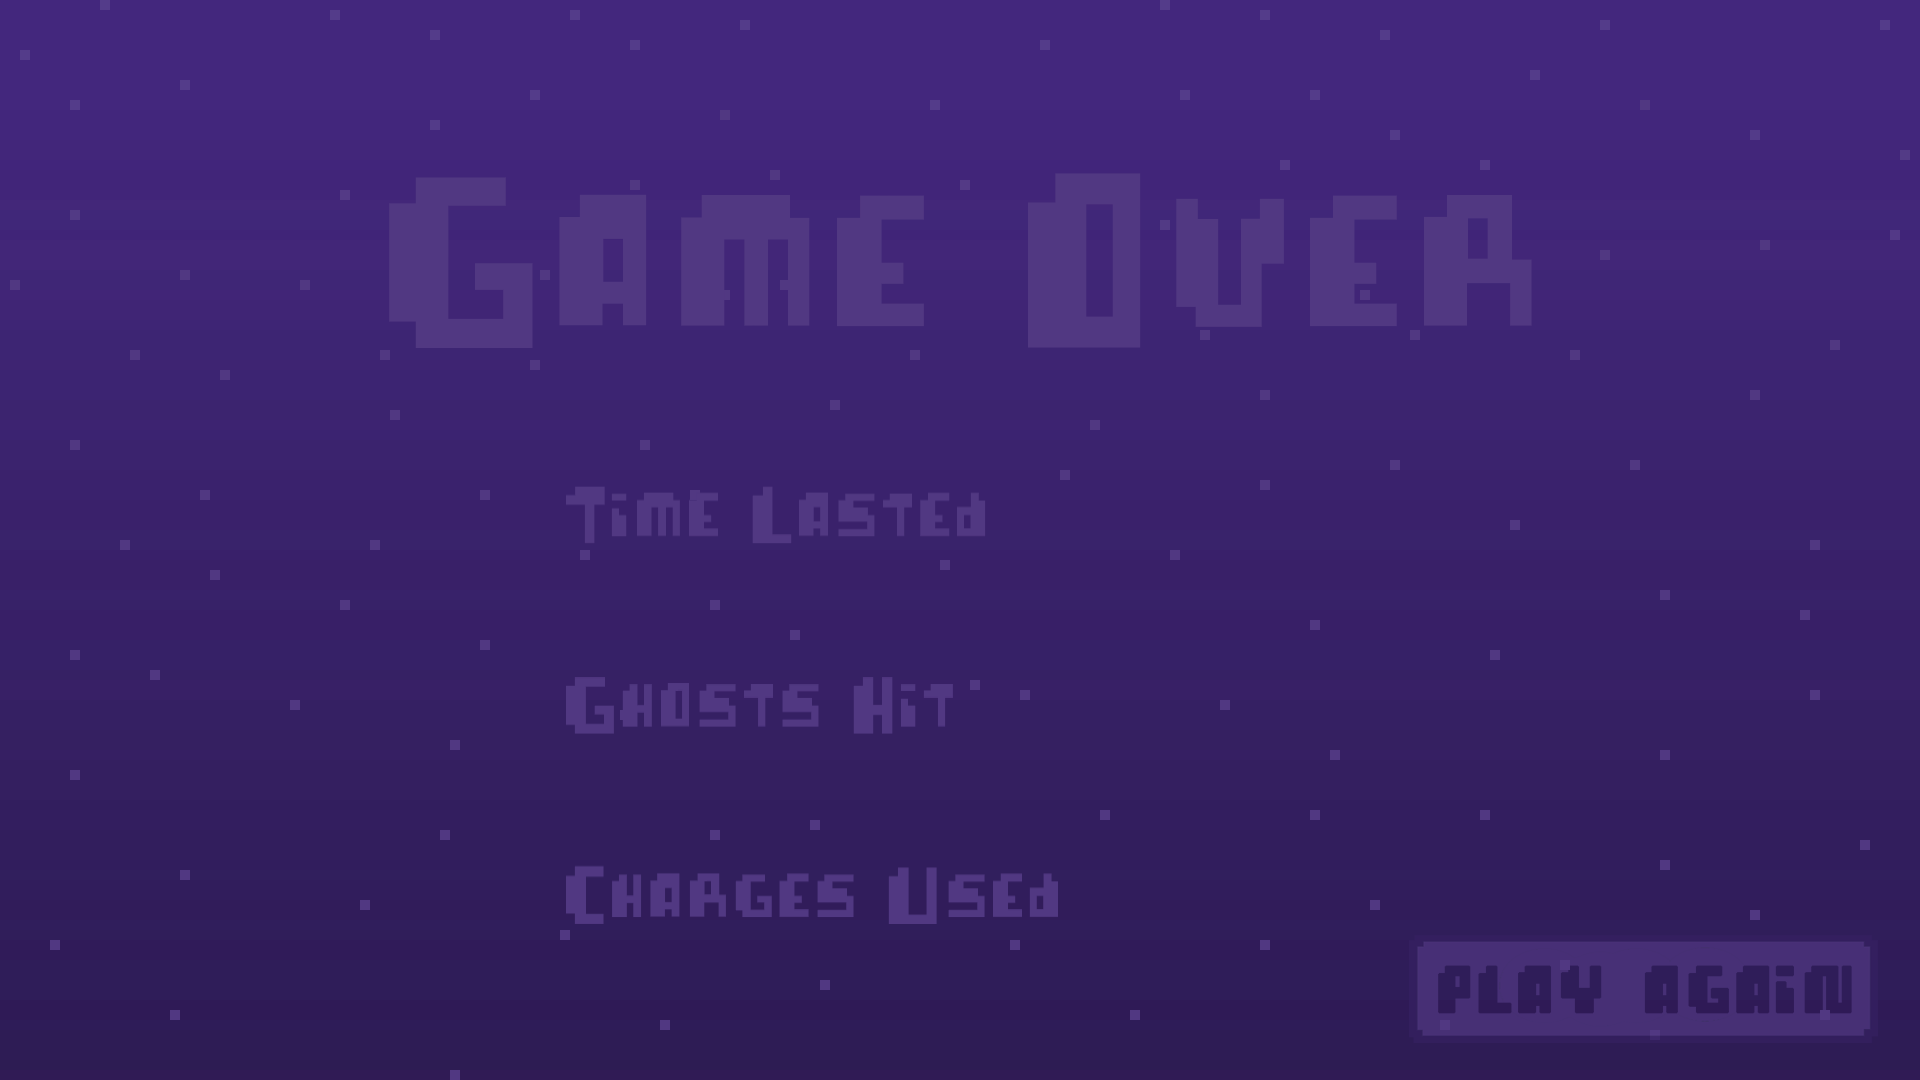 Game Over
Time Lasted
Ghosts Hit
Charges Used
PLAY AGAIN